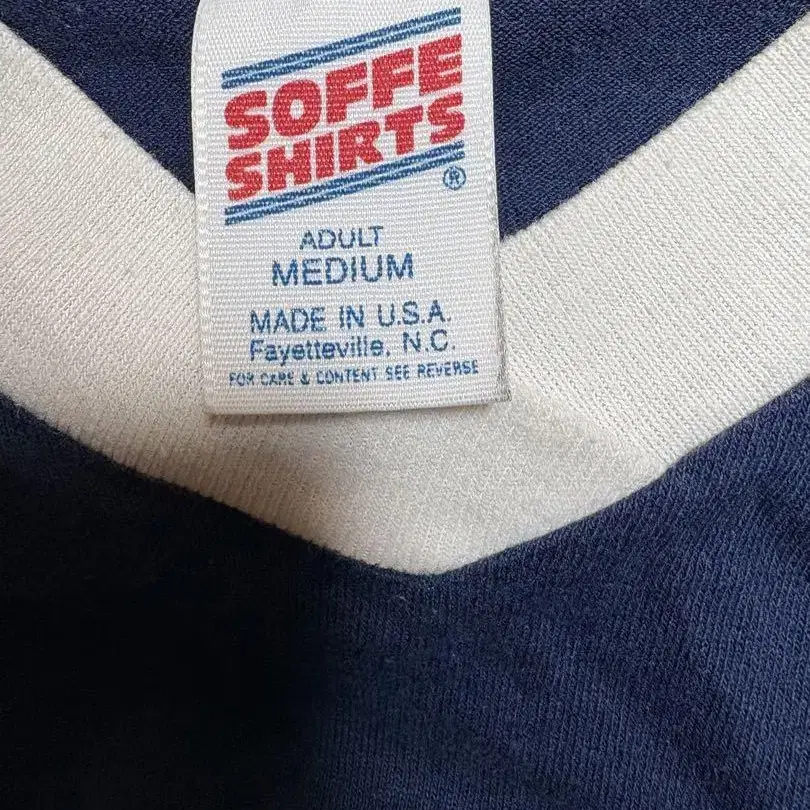 SOFFE
SHIRTS
®
ADULT
MEDIUM
MADE IN U.S.A.
Fayetteville, N.C.
FOR CARE & CONTENT SEE REVERSE